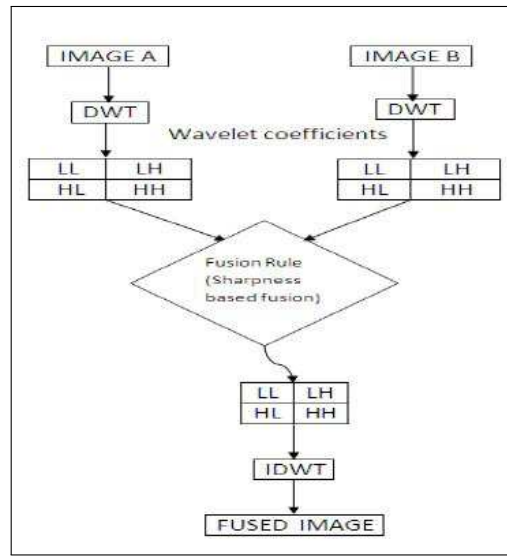 IMAGE A
IMAGE B
DWT
DWT
Wavelet coefficients
LL LH
HL HH
LL LH
HL HH
Fusion Rule
(Sharpness
based fusion)
LL LH
HL HH
IDWT
FUSED IMAGE